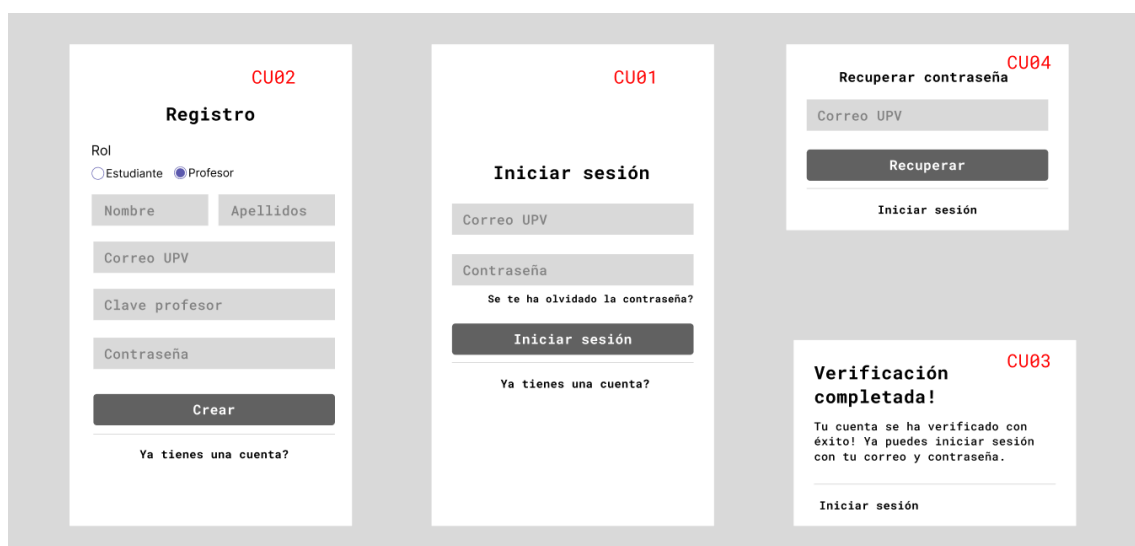 CU02
Registro
Rol
Estudiante Profesor
Nombre Apellidos
Correo UPV
Clave profesor
Contraseña
Crear
Ya tienes una cuenta?
CU01
Iniciar sesión
Correo UPV
Contraseña
Se te ha olvidado la contraseña?
Iniciar sesión
Ya tienes una cuenta?
CU04
Recuperar contraseña
Correo UPV
Recuperar
Iniciar sesión
CU03
Verificación
completada!
Tu cuenta se ha verificado con
éxito! Ya puedes iniciar sesión
con tu correo y contraseña.
Iniciar sesión